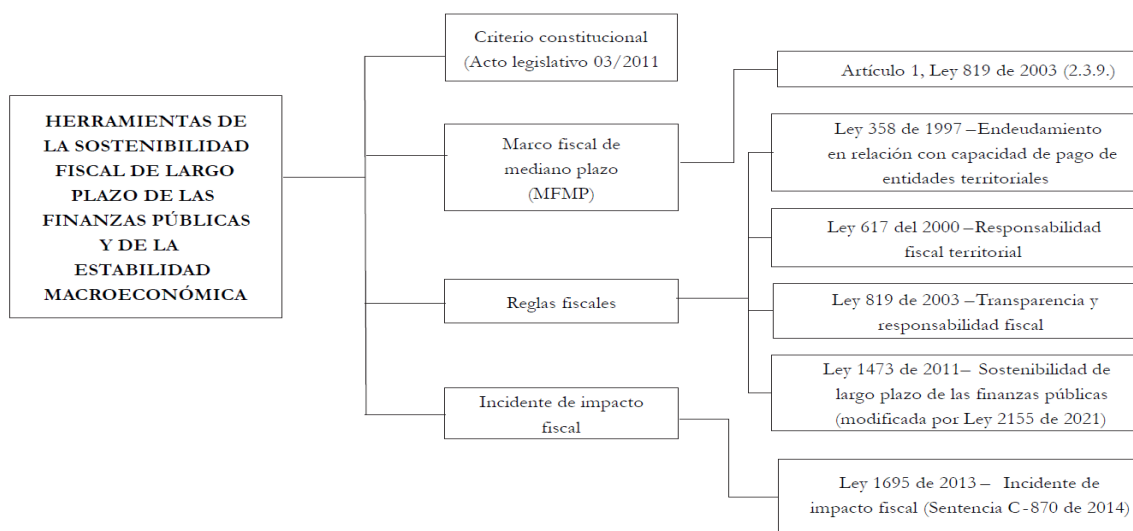 HERRAMIENTAS DE
LA SOSTENIBILIDAD
FISCAL DE LARGO
PLAZO DE LAS
FINANZAS PÚBLICAS
Y DE LA
ESTABILIDAD
MACROECONÓMICA
Criterio constitucional
(Acto legislativo 03/2011
Marco fiscal de
mediano plazo
(MFMP)
Reglas fiscales
Incidente de impacto
fiscal
Artículo 1, Ley 819 de 2003 (2.3.9.)
Ley 358 de 1997 –Endeudamiento
en relación con capacidad de pago de
entidades territoriales
Ley 617 del 2000 –Responsabilidad
fiscal territorial
Ley 819 de 2003 –Transparencia y
responsabilidad fiscal
Ley 1473 de 2011– Sostenibilidad de
largo plazo de las finanzas públicas
(modificada por Ley 2155 de 2021)
Ley 1695 de 2013 – Incidente de
impacto fiscal (Sentencia C-870 de 2014)